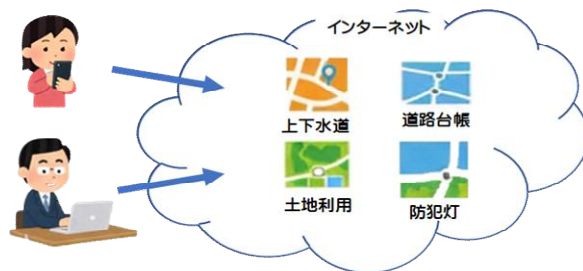 インターネット
上下水道
道路台帳
土地利用
防犯灯